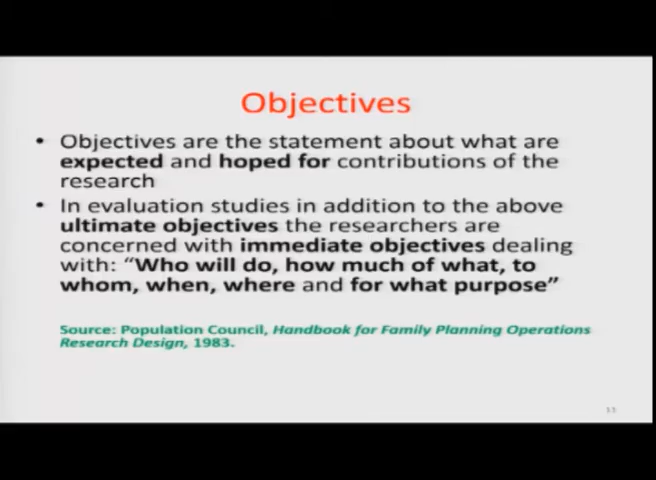 Objectives
• Objectives are the statement about what are
expected and hoped for contributions of the
research
• In evaluation studies in addition to the above
ultimate objectives the researchers are
concerned with immediate objectives dealing
with: “Who will do, how much of what, to
whom, when, where and for what purpose”
Source: Population Council, Handbook for Family Planning Operations
Research Design, 1983.